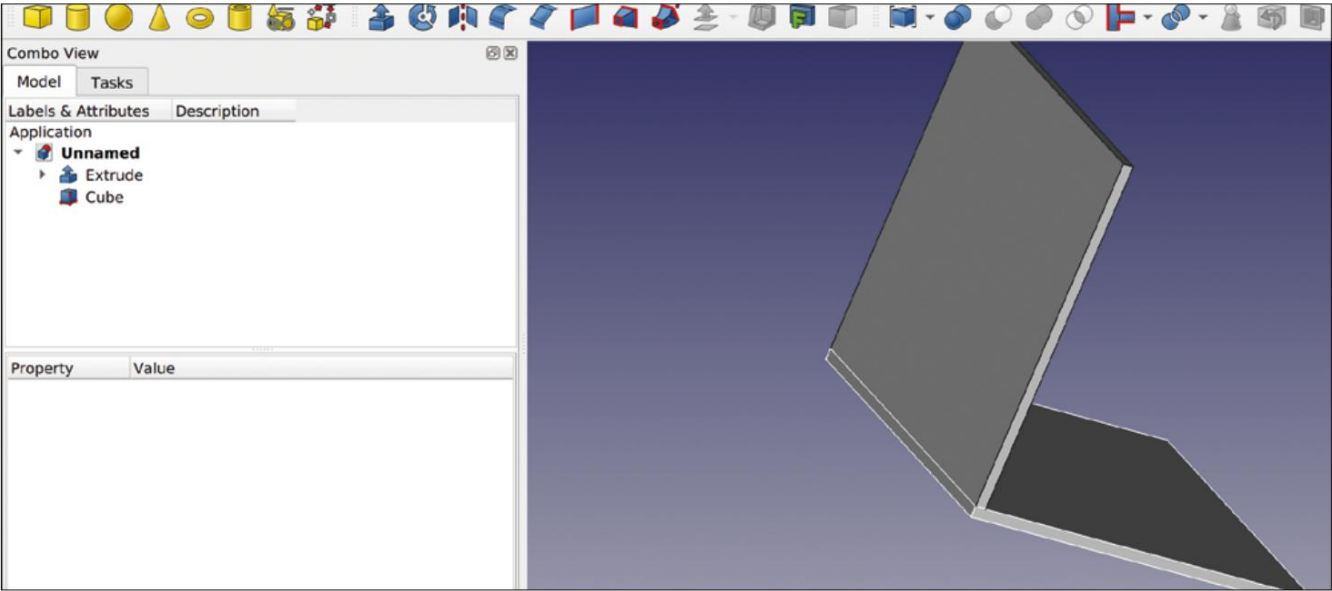 Combo View
Model Tasks
Labels & Attributes Description
Application
Unnamed
Extrude
Cube
Property Value